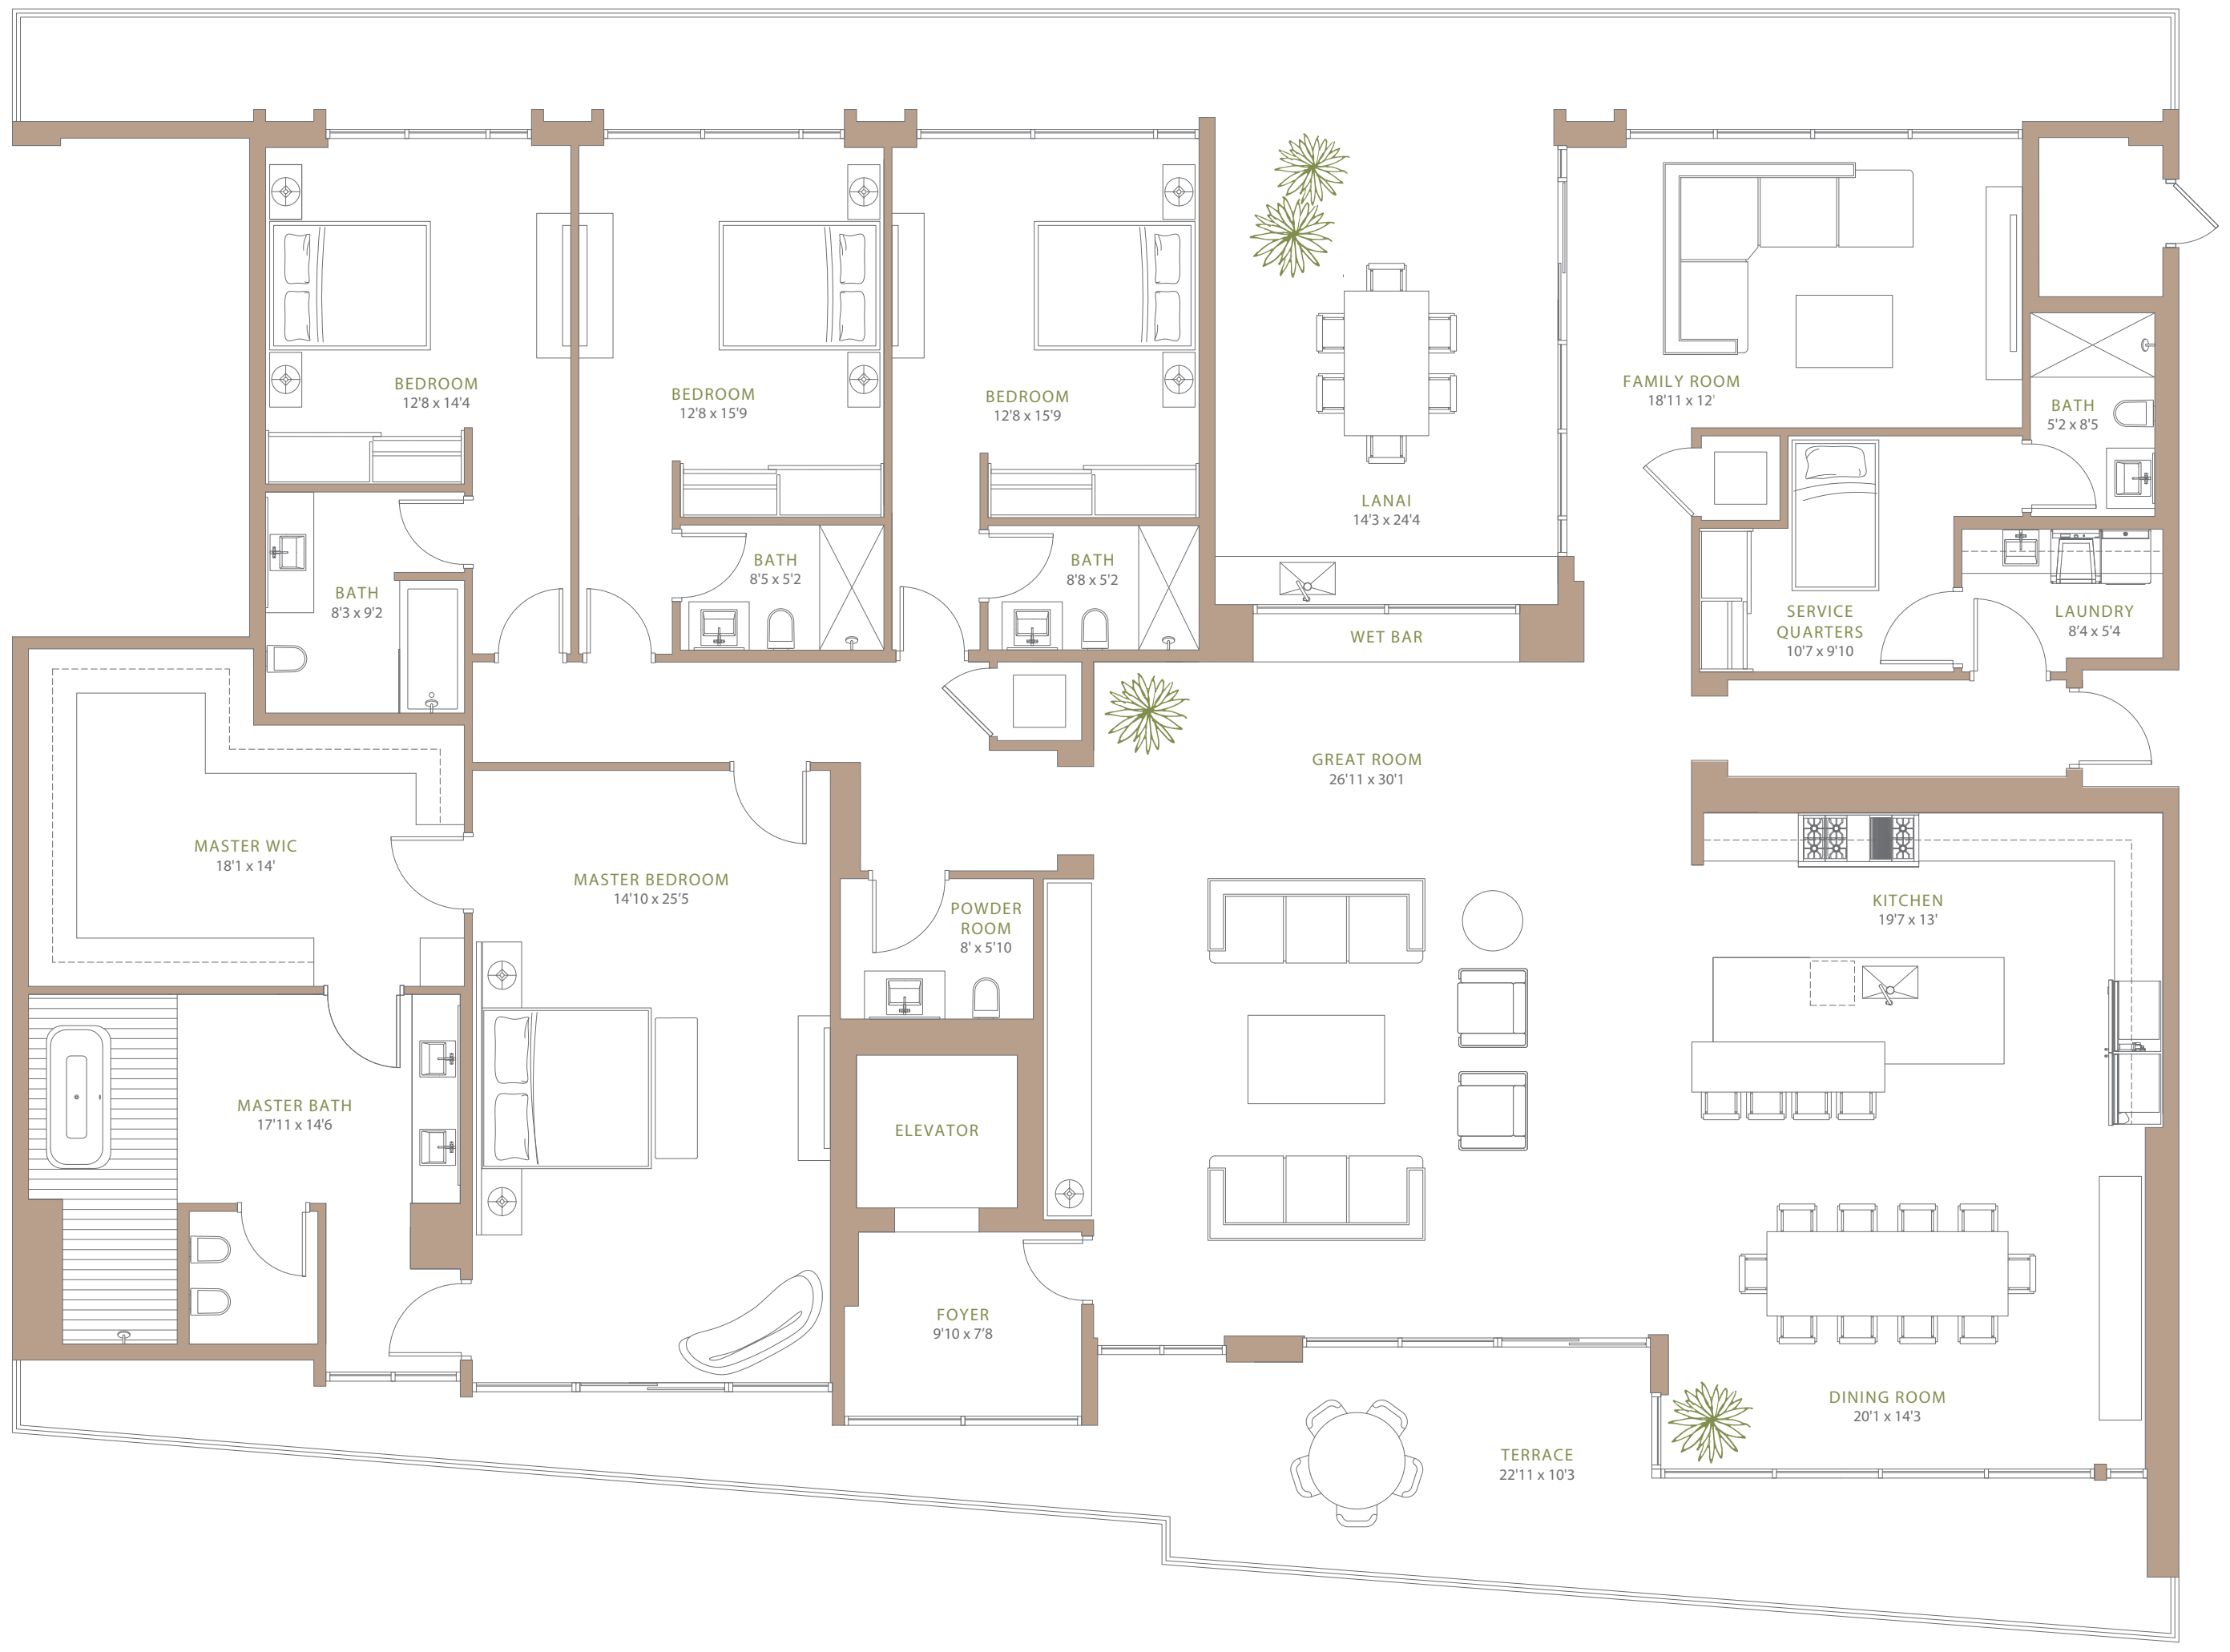 BEDROOM
12'8 x 14'4
BEDROOM
12'8 x 15'9
BEDROOM
12'8 x 15'9
FAMILY ROOM
18'11 x 12'
BATH
5'2 x 8'5
LANAI
14'3 x 24'4
BATH
8'3 x 9'2
BATH
8'5 x 5'2
BATH
8'8 x 5'2
WET BAR
SERVICE
QUARTERS
10'7 x 9'10
LAUNDRY
8'4 x 5'4
GREAT ROOM
26'11 x 30'1
MASTER WIC
18'1 x 14'
MASTER BEDROOM
14'10 x 25'5
POWDER
ROOM
8' x 5'10
KITCHEN
19'7 x 13'
MASTER BATH
17'11 x 14'6
ELEVATOR
FOYER
9'10 x 7'8
DINING ROOM
20'1 x 14'3
TERRACE
22'11 x 10'3